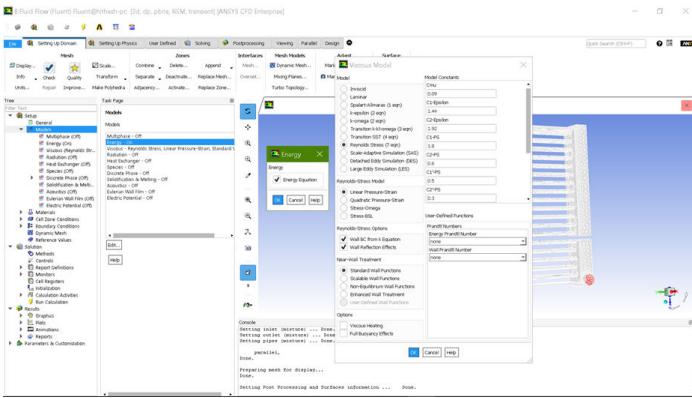 E Fluid Flow (Fluent) Fluent@hrhesh-pc [3d, dp, pbns, RSM, transient] [ANSYS CFD Enterprise]
File
Setting Up Domain
Setting Up Physics
User Defined
Solving
Postprocessing
Viewing
Parallel
Design
Quick Search (Ctrl+F)
ANSYS
Mesh
Zones
Interfaces
Mesh Models
Adapt
Surface
Display...
Scale...
Combine
Delete...
Append
Mesh...
Dynamic Mesh...
Mark
Info
Check
Quality
Transform
Separate
Deactivate...
Replace Mesh...
Overset...
Mixing Planes...
Units...
Repair
Improve...
Make Polyhedra
Adjacency...
Activate...
Replace Zone...
Turbo Topology...
Tree
Filter Text
Setup
General
Models
Multiphase (Off)
Energy (On)
Viscous (Reynolds Str...
Radiation (Off)
Heat Exchanger (Off)
Species (Off)
Discrete Phase (Off)
Solidification & Melti...
Acoustics (Off)
Eulerian Wall Film (Off)
Electric Potential (Off)
Materials
Cell Zone Conditions
Boundary Conditions
Dynamic Mesh
Reference Values
Solution
Methods
Controls
Report Definitions
Monitors
Cell Registers
Initialization
Calculation Activities
Run Calculation
Results
Graphics
Plots
Animations
Reports
Parameters & Customization
Task Page
Models
Models
Multiphase - Off
Energy - On
Viscous - Reynolds Stress, Linear Pressure-Strain, Standard
Radiation - Off
Heat Exchanger - Off
Species - Off
Discrete Phase - Off
Solidification & Melting - Off
Acoustics - Off
Eulerian Wall Film - Off
Electric Potential - Off
Edit...
Help
Energy
Energy
Energy Equation
OK
Cancel
Help
Viscous Model
Model
Inviscid
Laminar
Spalart-Allmaras (1 eqn)
k-epsilon (2 eqn)
k-omega (2 eqn)
Transition k-kl-omega (3 eqn)
Transition SST (4 eqn)
Reynolds Stress (7 eqn)
Scale-Adaptive Simulation (SAS)
Detached Eddy Simulation (DES)
Large Eddy Simulation (LES)
Reynolds-Stress Model
Linear Pressure-Strain
Quadratic Pressure-Strain
Stress-Omega
Stress-BSL
Reynolds-Stress Options
Wall BC from k Equation
Wall Reflection Effects
Near-Wall Treatment
Standard Wall Functions
Scalable Wall Functions
Non-Equilibrium Wall Functions
Enhanced Wall Treatment
User-Defined Wall Functions
Options
Viscous Heating
Full Buoyancy Effects
Model Constants
Cmu
0.09
C1-Epsilon
1.44
C2-Epsilon
1.92
C1-PS
1.8
C2-PS
0.6
C1'-PS
0.5
C2'-PS
0.3
User-Defined Functions
Prandtl Numbers
Energy Prandtl Number
none
Wall Prandtl Number
none
OK
Cancel
Help
Console
Setting inlet (mixture) ... Done.
Setting outlet (mixture) ... Done
Setting pipes (mixture) ... Done.
parallel,
Done.
Preparing mesh for display...
Done.
Setting Post Processing and Surfaces information ... Done.